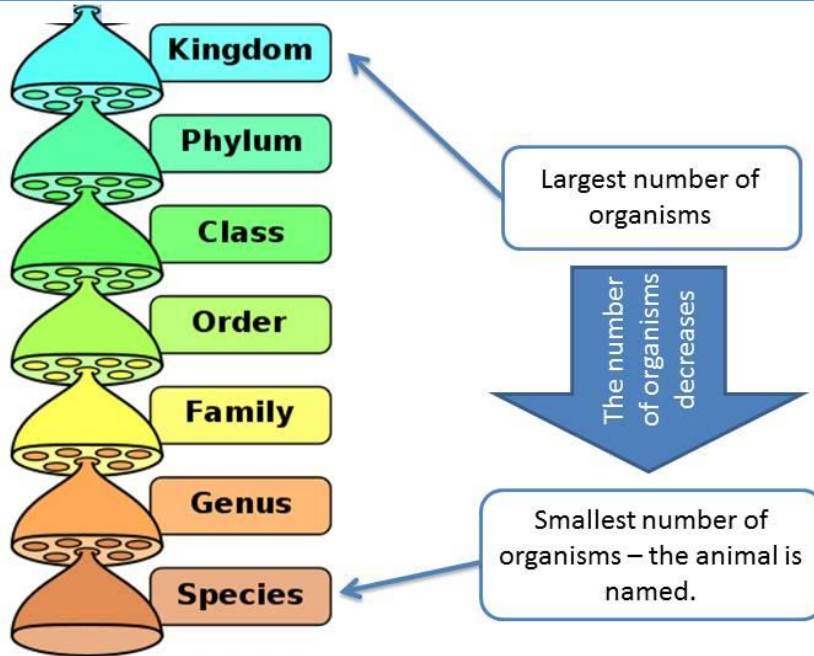 Kingdom
Phylum
Class
Order
Family
Genus
Species
Largest number of
organisms
The number
of organisms
decreases
Smallest number of
organisms – the animal is
named.